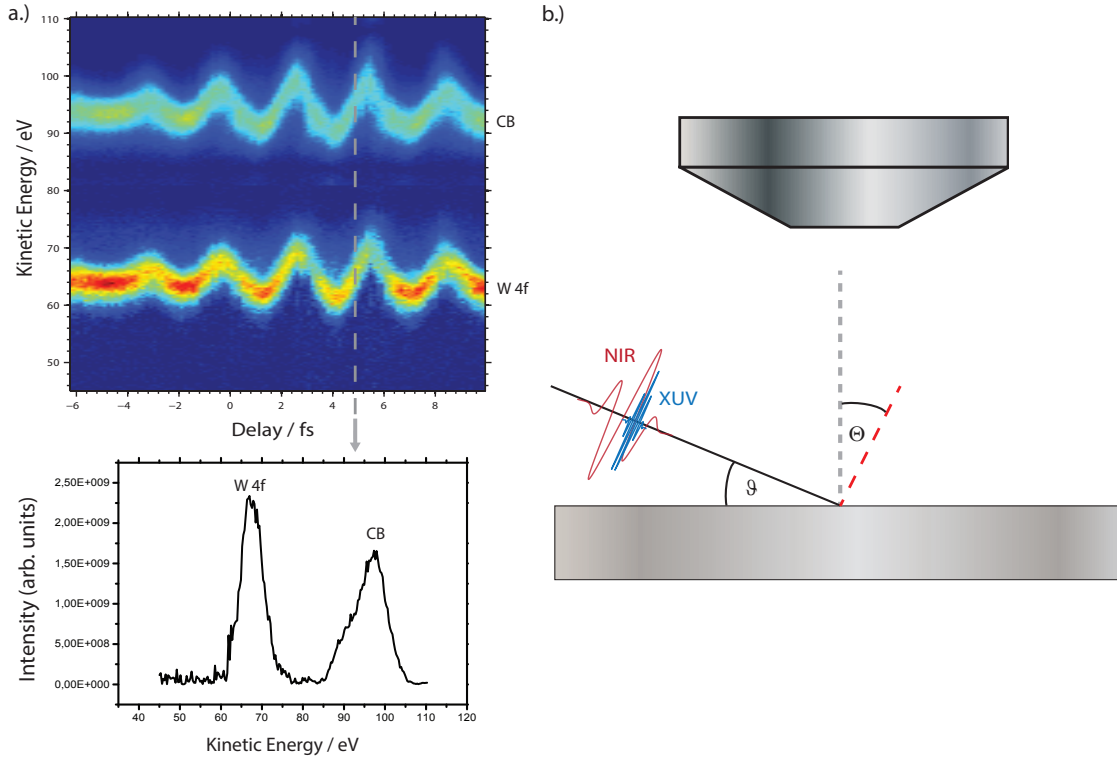 a.)
110
100
90
80
70
60
50
Kinetic Energy / eV
CB
W 4f
−6
−4
−2
0
2
4
6
8
Delay / fs
2,50E+009
2,00E+009
1,50E+009
1,00E+009
5,00E+008
0,00E+000
Intensity (arb. units)
W 4f
CB
40
50
60
70
80
90
100
110
120
Kinetic Energy / eV
b.)
NIR
XUV
Θ
ϑ